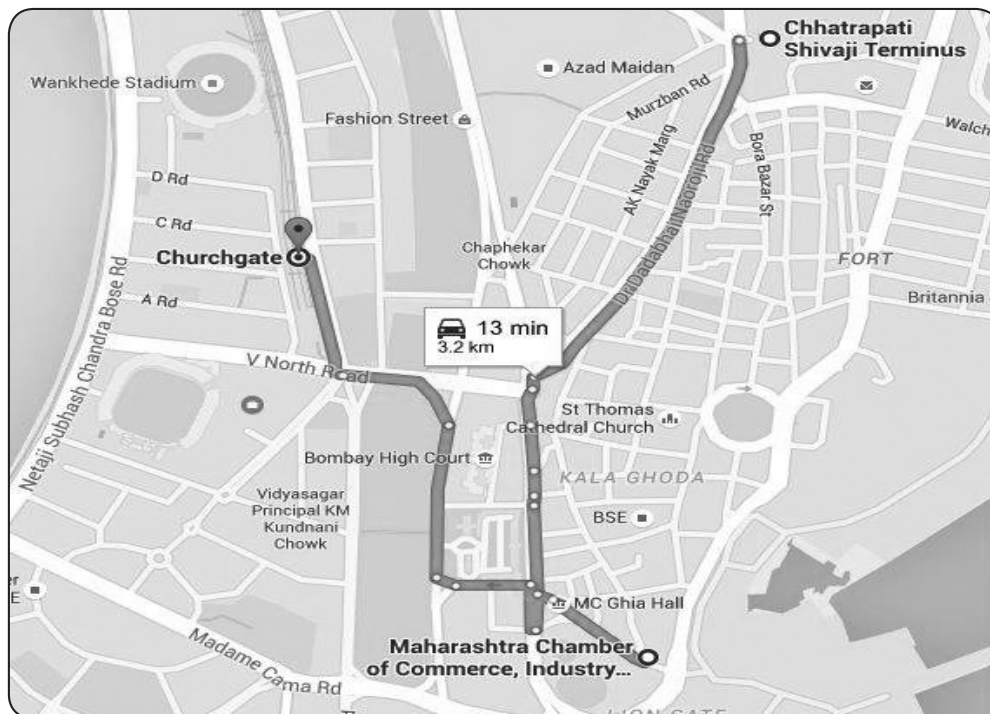 Chhatrapati
Shivaji Terminus
Wankhede Stadium
Azad Maidan
Murzban Rd
Fashion Street
Walch
AK Nayak Marg
Bora Bazar St
D Rd
C Rd
Dr Dadabhai Naoroji Rd
Chaphekar
Chowk
Churchgate
FORT
Netaji Subhash Chandra Bose Rd
A Rd
Britannia
13 min
3.2 km
V North Road
St Thomas
Cathedral Church
Bombay High Court
KALA GHODA
Vidyasagar
Principal KM
Kundnani
Chowk
BSE
er
E
MC Ghia Hall
Maharashtra Chamber
of Commerce, Industry...
Madame Cama Rd
LION GATE